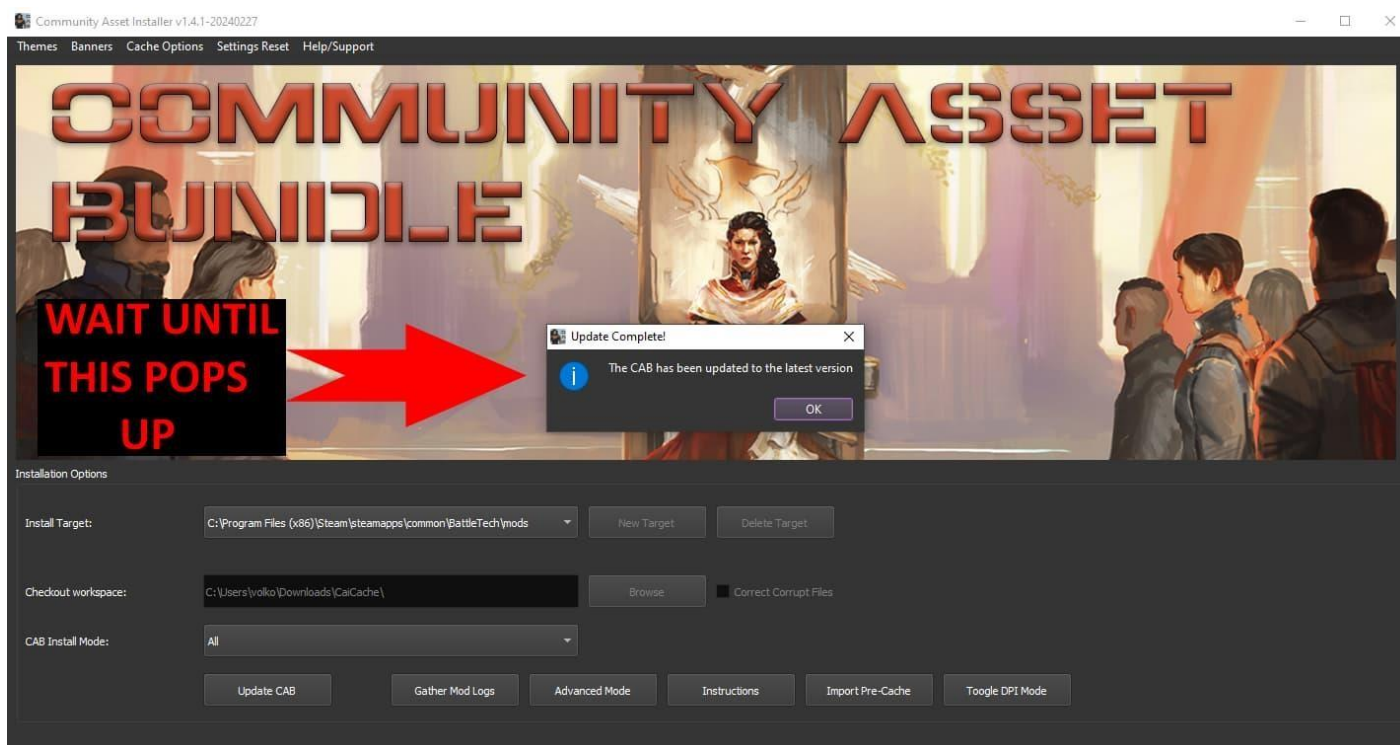 Community Asset Installer v1.4.1-20240227
Themes Banners Cache Options Settings Reset Help/Support
COMMUNITY ASSET
BUNDLE
WAIT UNTIL
THIS POPS
UP
Update Complete!
The CAB has been updated to the latest version
OK
Installation Options
Install Target: C:\Program Files (x86)\Steam\steamapps\common\BattleTech\mods New Target Delete Target
Checkout workspace: C:\Users\volko\Downloads\CaiCache\ Browse Correct Corrupt Files
CAB Install Mode: All
Update CAB Gather Mod Logs Advanced Mode Instructions Import Pre-Cache Toogle DPI Mode